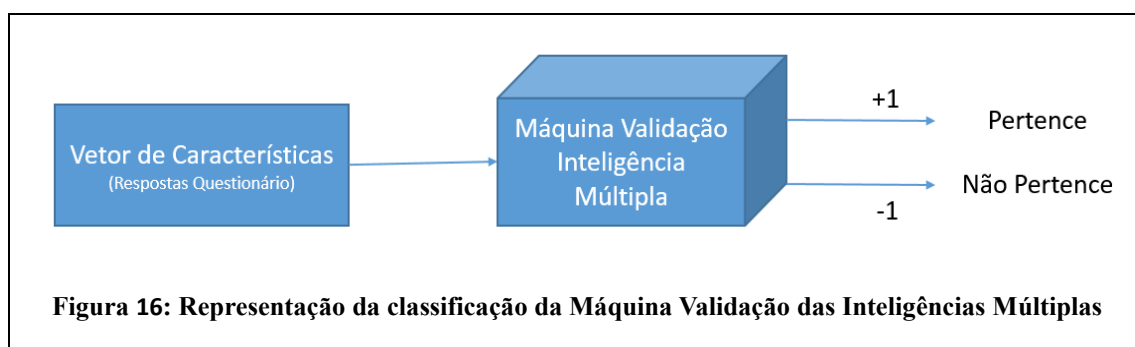 Vetor de Características
(Respostas Questionário)
Máquina Validação
Inteligência
Múltipla
+1
Pertence
Não Pertence
-1
Figura 16: Representação da classificação da Máquina Validação das Inteligências Múltiplas